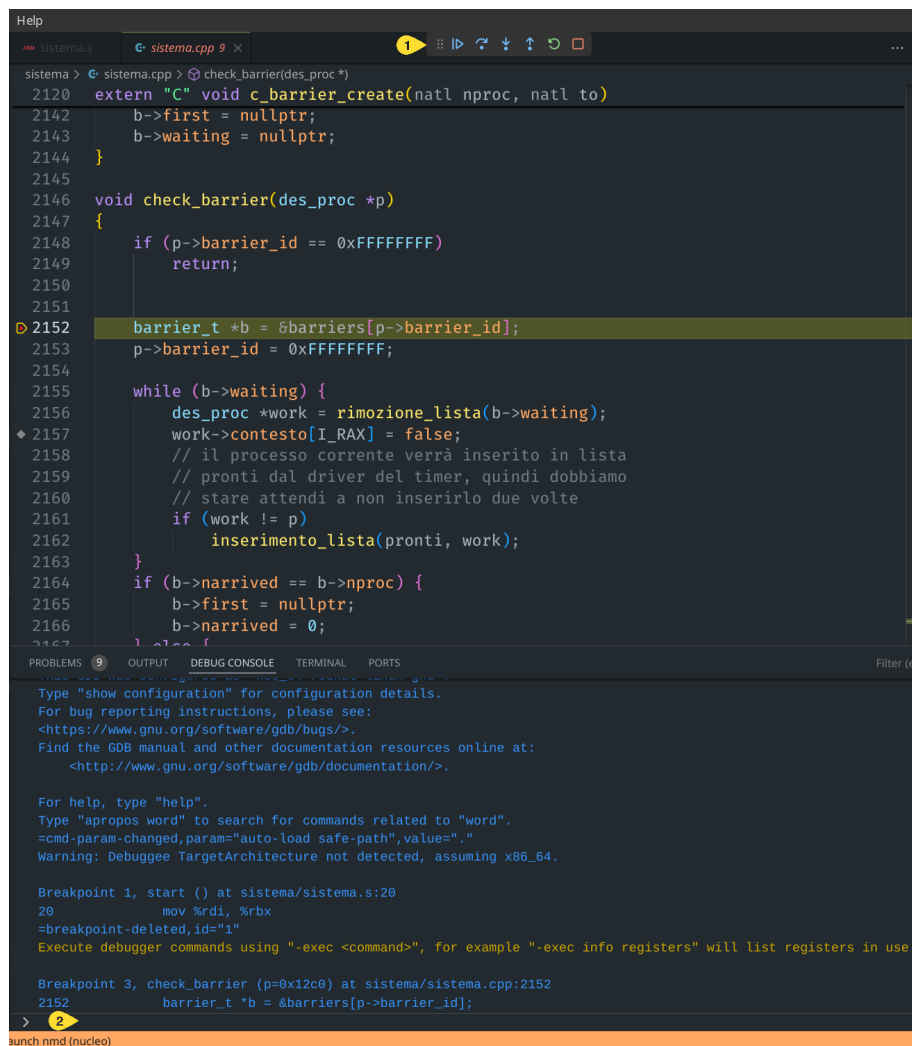 Help
ASM sistema.s
C+ sistema.cpp 9 ×
1
...
sistema > C+ sistema.cpp > check_barrier(des_proc *)
2120 extern "C" void c_barrier_create(natl nproc, natl to)
2142 b->first = nullptr;
2143 b->waiting = nullptr;
2144 }
2145
2146 void check_barrier(des_proc *p)
2147 {
2148 if (p->barrier_id == 0xFFFFFFFF)
2149 return;
2150
2151
2152 barrier_t *b = &barriers[p->barrier_id];
2153 p->barrier_id = 0xFFFFFFFF;
2154
2155 while (b->waiting) {
2156 des_proc *work = rimozione_lista(b->waiting);
2157 work->contesto[I_RAX] = false;
2158 // il processo corrente verrà inserito in lista
2159 // pronti dal driver del timer, quindi dobbiamo
2160 // stare attendi a non inserirlo due volte
2161 if (work != p)
2162 inserimento_lista(pronti, work);
2163 }
2164 if (b->narrived == b->nproc) {
2165 b->first = nullptr;
2166 b->narrived = 0;
2167 } else {
PROBLEMS 9 OUTPUT DEBUG CONSOLE TERMINAL PORTS Filter (e
Type "show configuration" for configuration details.
For bug reporting instructions, please see:
<https://www.gnu.org/software/gdb/bugs/>.
Find the GDB manual and other documentation resources online at:
<http://www.gnu.org/software/gdb/documentation/>.
For help, type "help".
Type "apropos word" to search for commands related to "word".
=cmd-param-changed,param="auto-load safe-path",value="."
Warning: Debuggee TargetArchitecture not detected, assuming x86_64.
Breakpoint 1, start () at sistema/sistema.s:20
20 mov %rdi, %rbx
=breakpoint-deleted,id="1"
Execute debugger commands using "-exec <command>", for example "-exec info registers" will list registers in use
Breakpoint 3, check_barrier (p=0x12c0) at sistema/sistema.cpp:2152
2152 barrier_t *b = &barriers[p->barrier_id];
> 2
aunch nmd (nucleo)